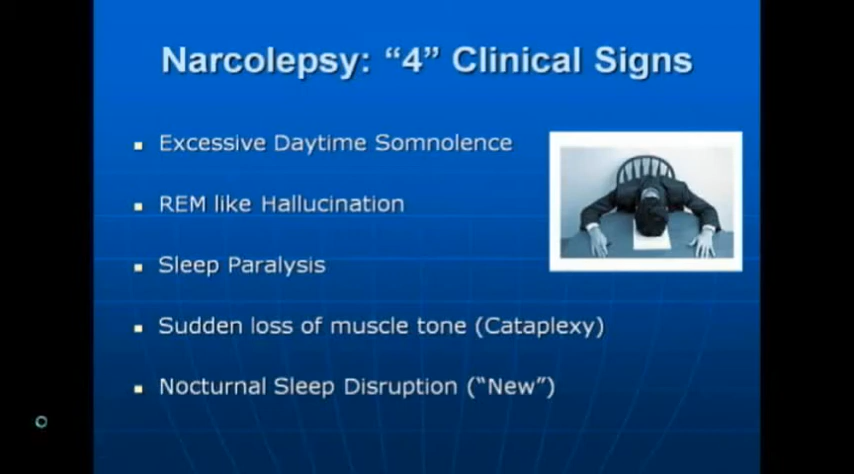 Narcolepsy: “4” Clinical Signs
Excessive Daytime Somnolence
REM like Hallucination
Sleep Paralysis
Sudden loss of muscle tone (Cataplexy)
Nocturnal Sleep Disruption (“New”)